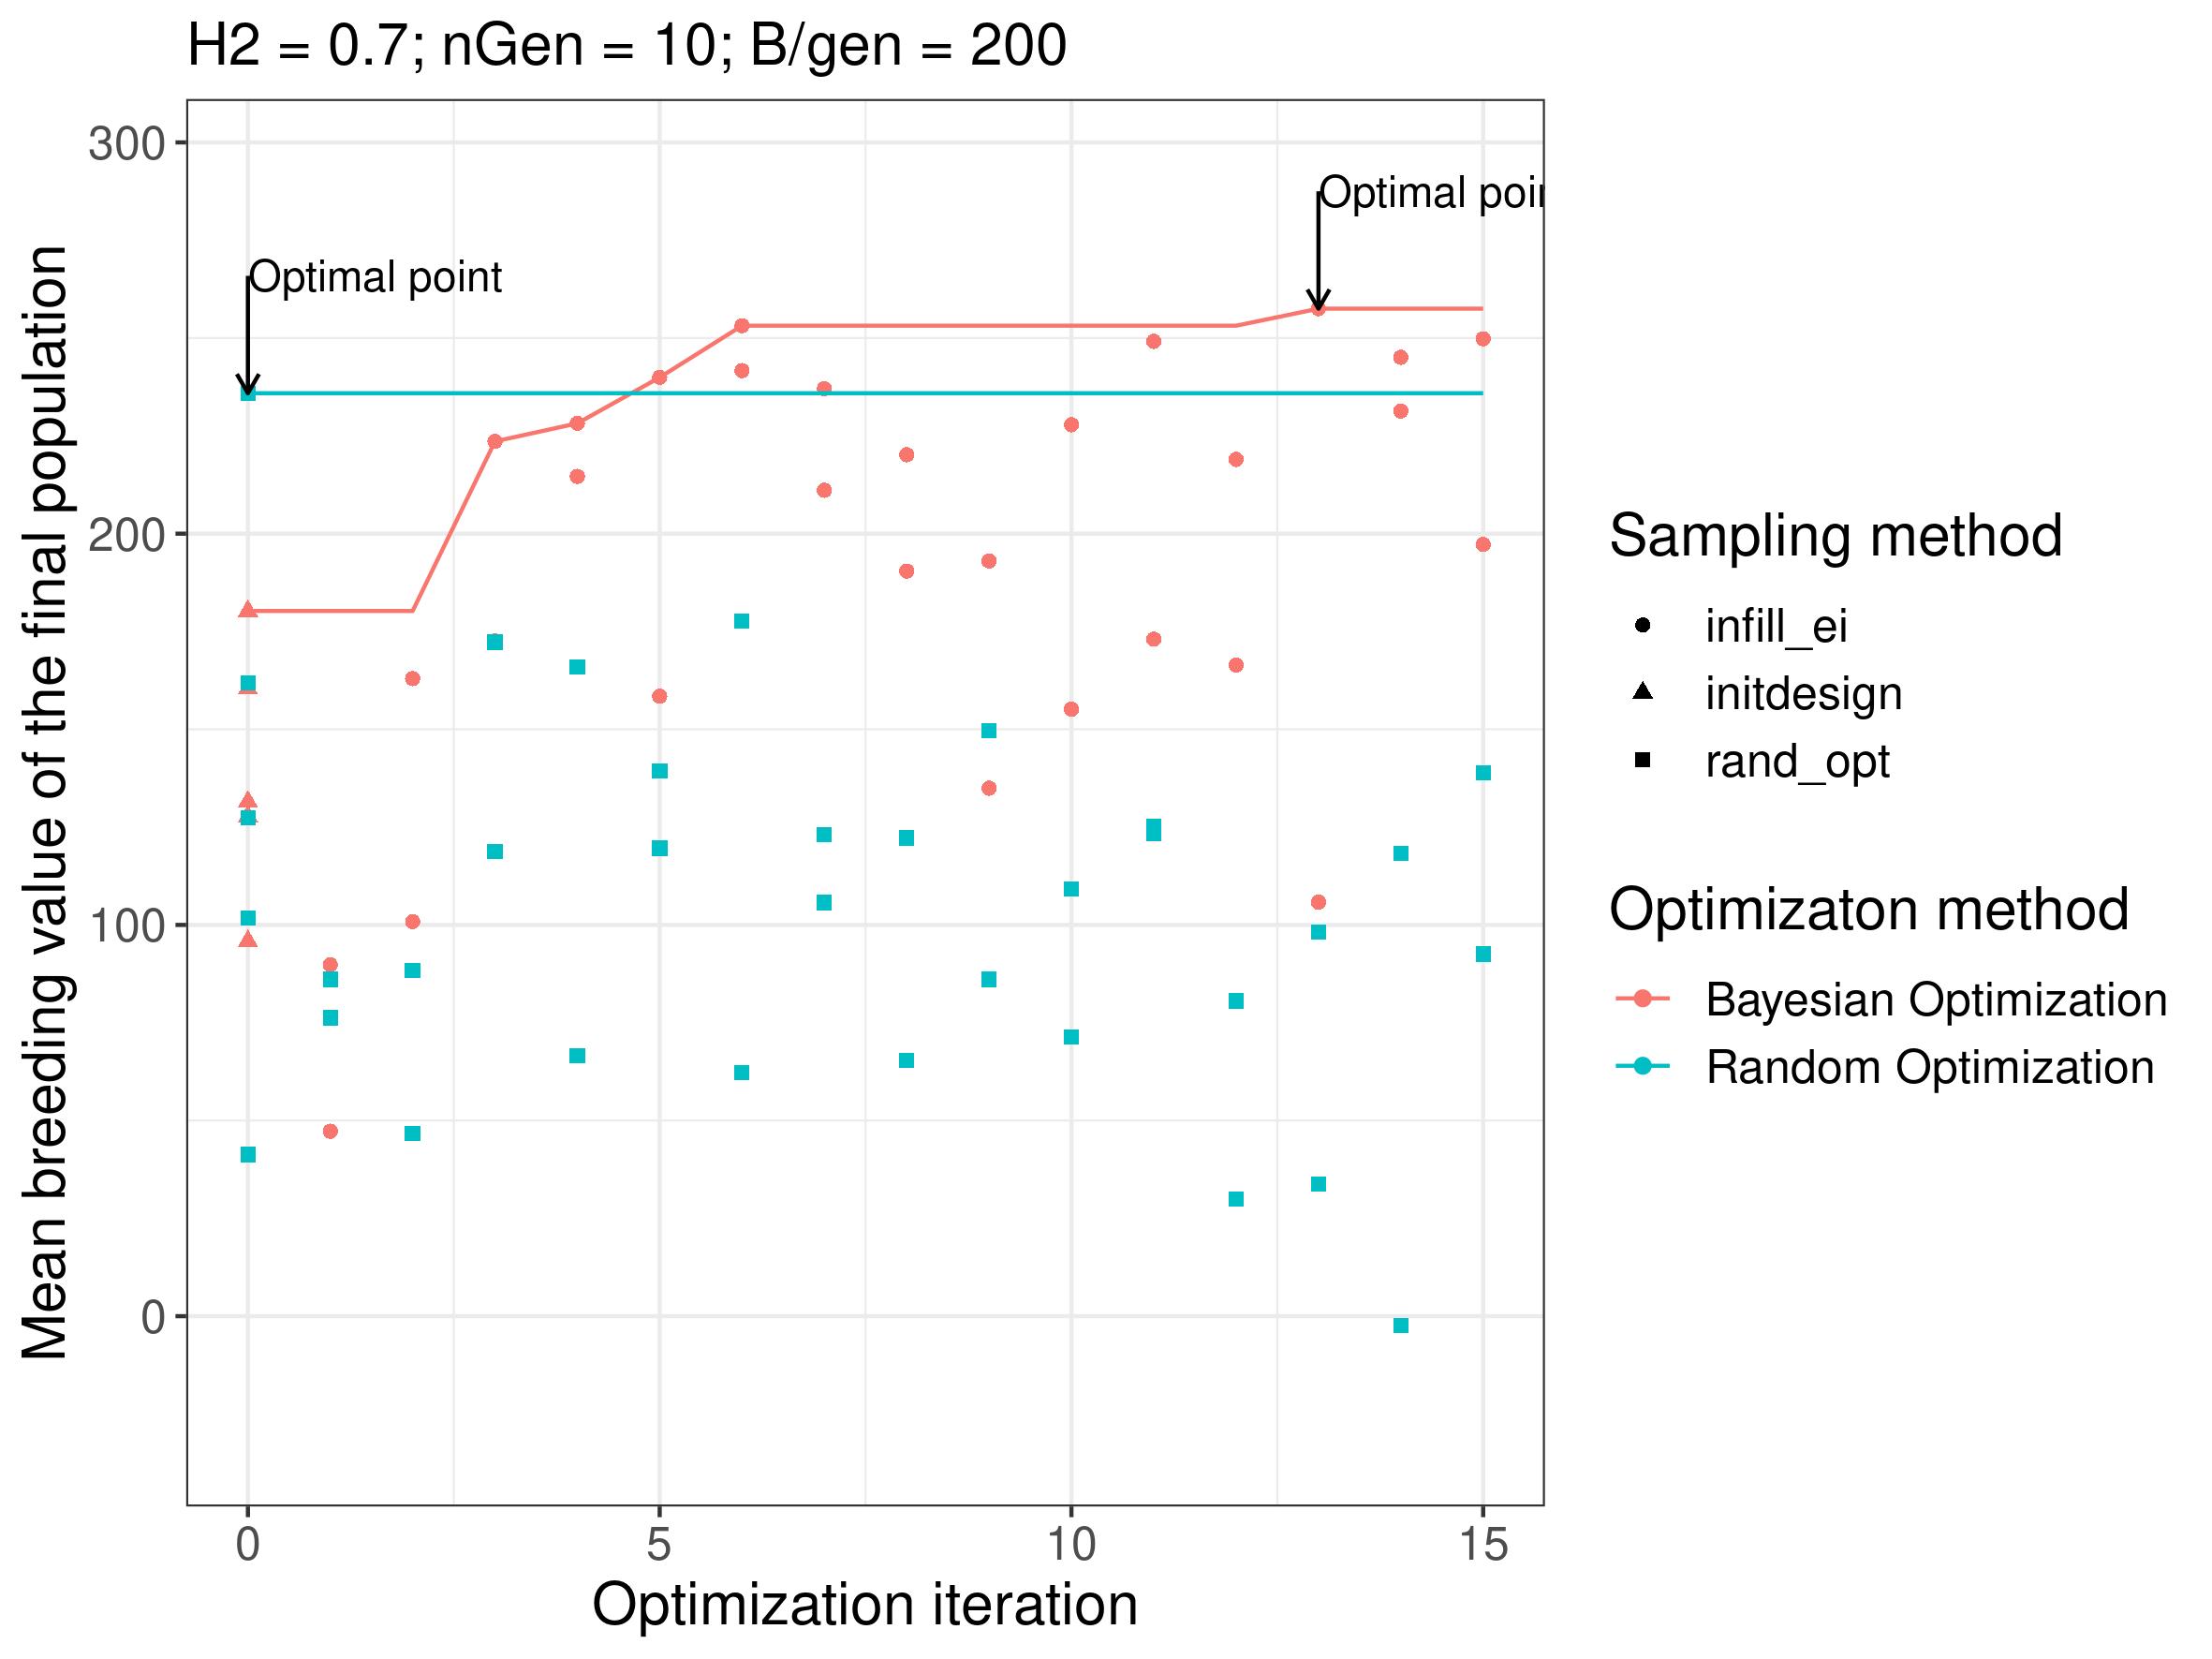 H2 = 0.7; nGen = 10; B/gen = 200
Mean breeding value of the final population
300
200
100
0
Optimal point
Optimal poin
0
5
10
15
Optimization iteration
Sampling method
infill_ei
initdesign
rand_opt
Optimizaton method
Bayesian Optimization
Random Optimization